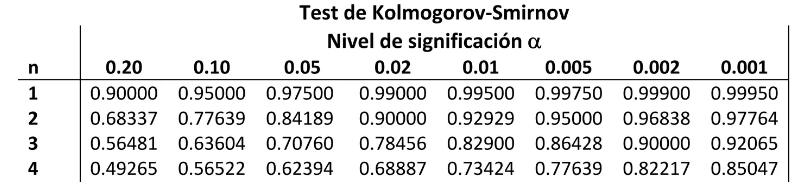 Test de Kolmogorov-Smirnov
Nivel de significación α
n 0.20 0.10 0.05 0.02 0.01 0.005 0.002 0.001
1 0.90000 0.95000 0.97500 0.99000 0.99500 0.99750 0.99900 0.99950
2 0.68337 0.77639 0.84189 0.90000 0.92929 0.95000 0.96838 0.97764
3 0.56481 0.63604 0.70760 0.78456 0.82900 0.86428 0.90000 0.92065
4 0.49265 0.56522 0.62394 0.68887 0.73424 0.77639 0.82217 0.85047